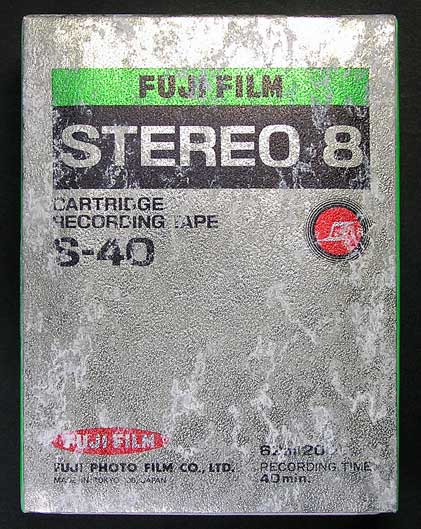 FUJI FILM
STEREO 8
CARTRIDGE
RECORDING TAPE
S-40
FUJI FILM
FUJI PHOTO FILM CO., LTD.
MADE IN TOKYO, JAPAN
RECORDING TIME
40min.